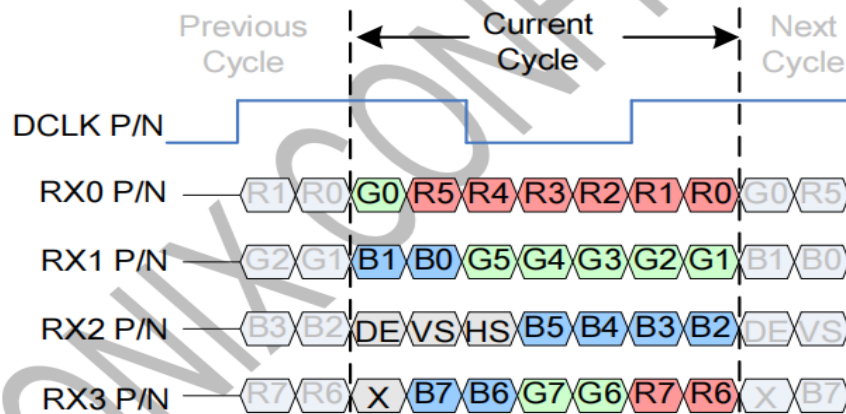 Previous Cycle
Current Cycle
Next Cycle
DCLK P/N
RX0 P/N R1 R0 G0 R5 R4 R3 R2 R1 R0 G0 R5
RX1 P/N G2 G1 B1 B0 G5 G4 G3 G2 G1 B1 B0
RX2 P/N B3 B2 DE VS HS B5 B4 B3 B2 DE VS
RX3 P/N R7 R6 X B7 B6 G7 G6 R7 R6 X B7